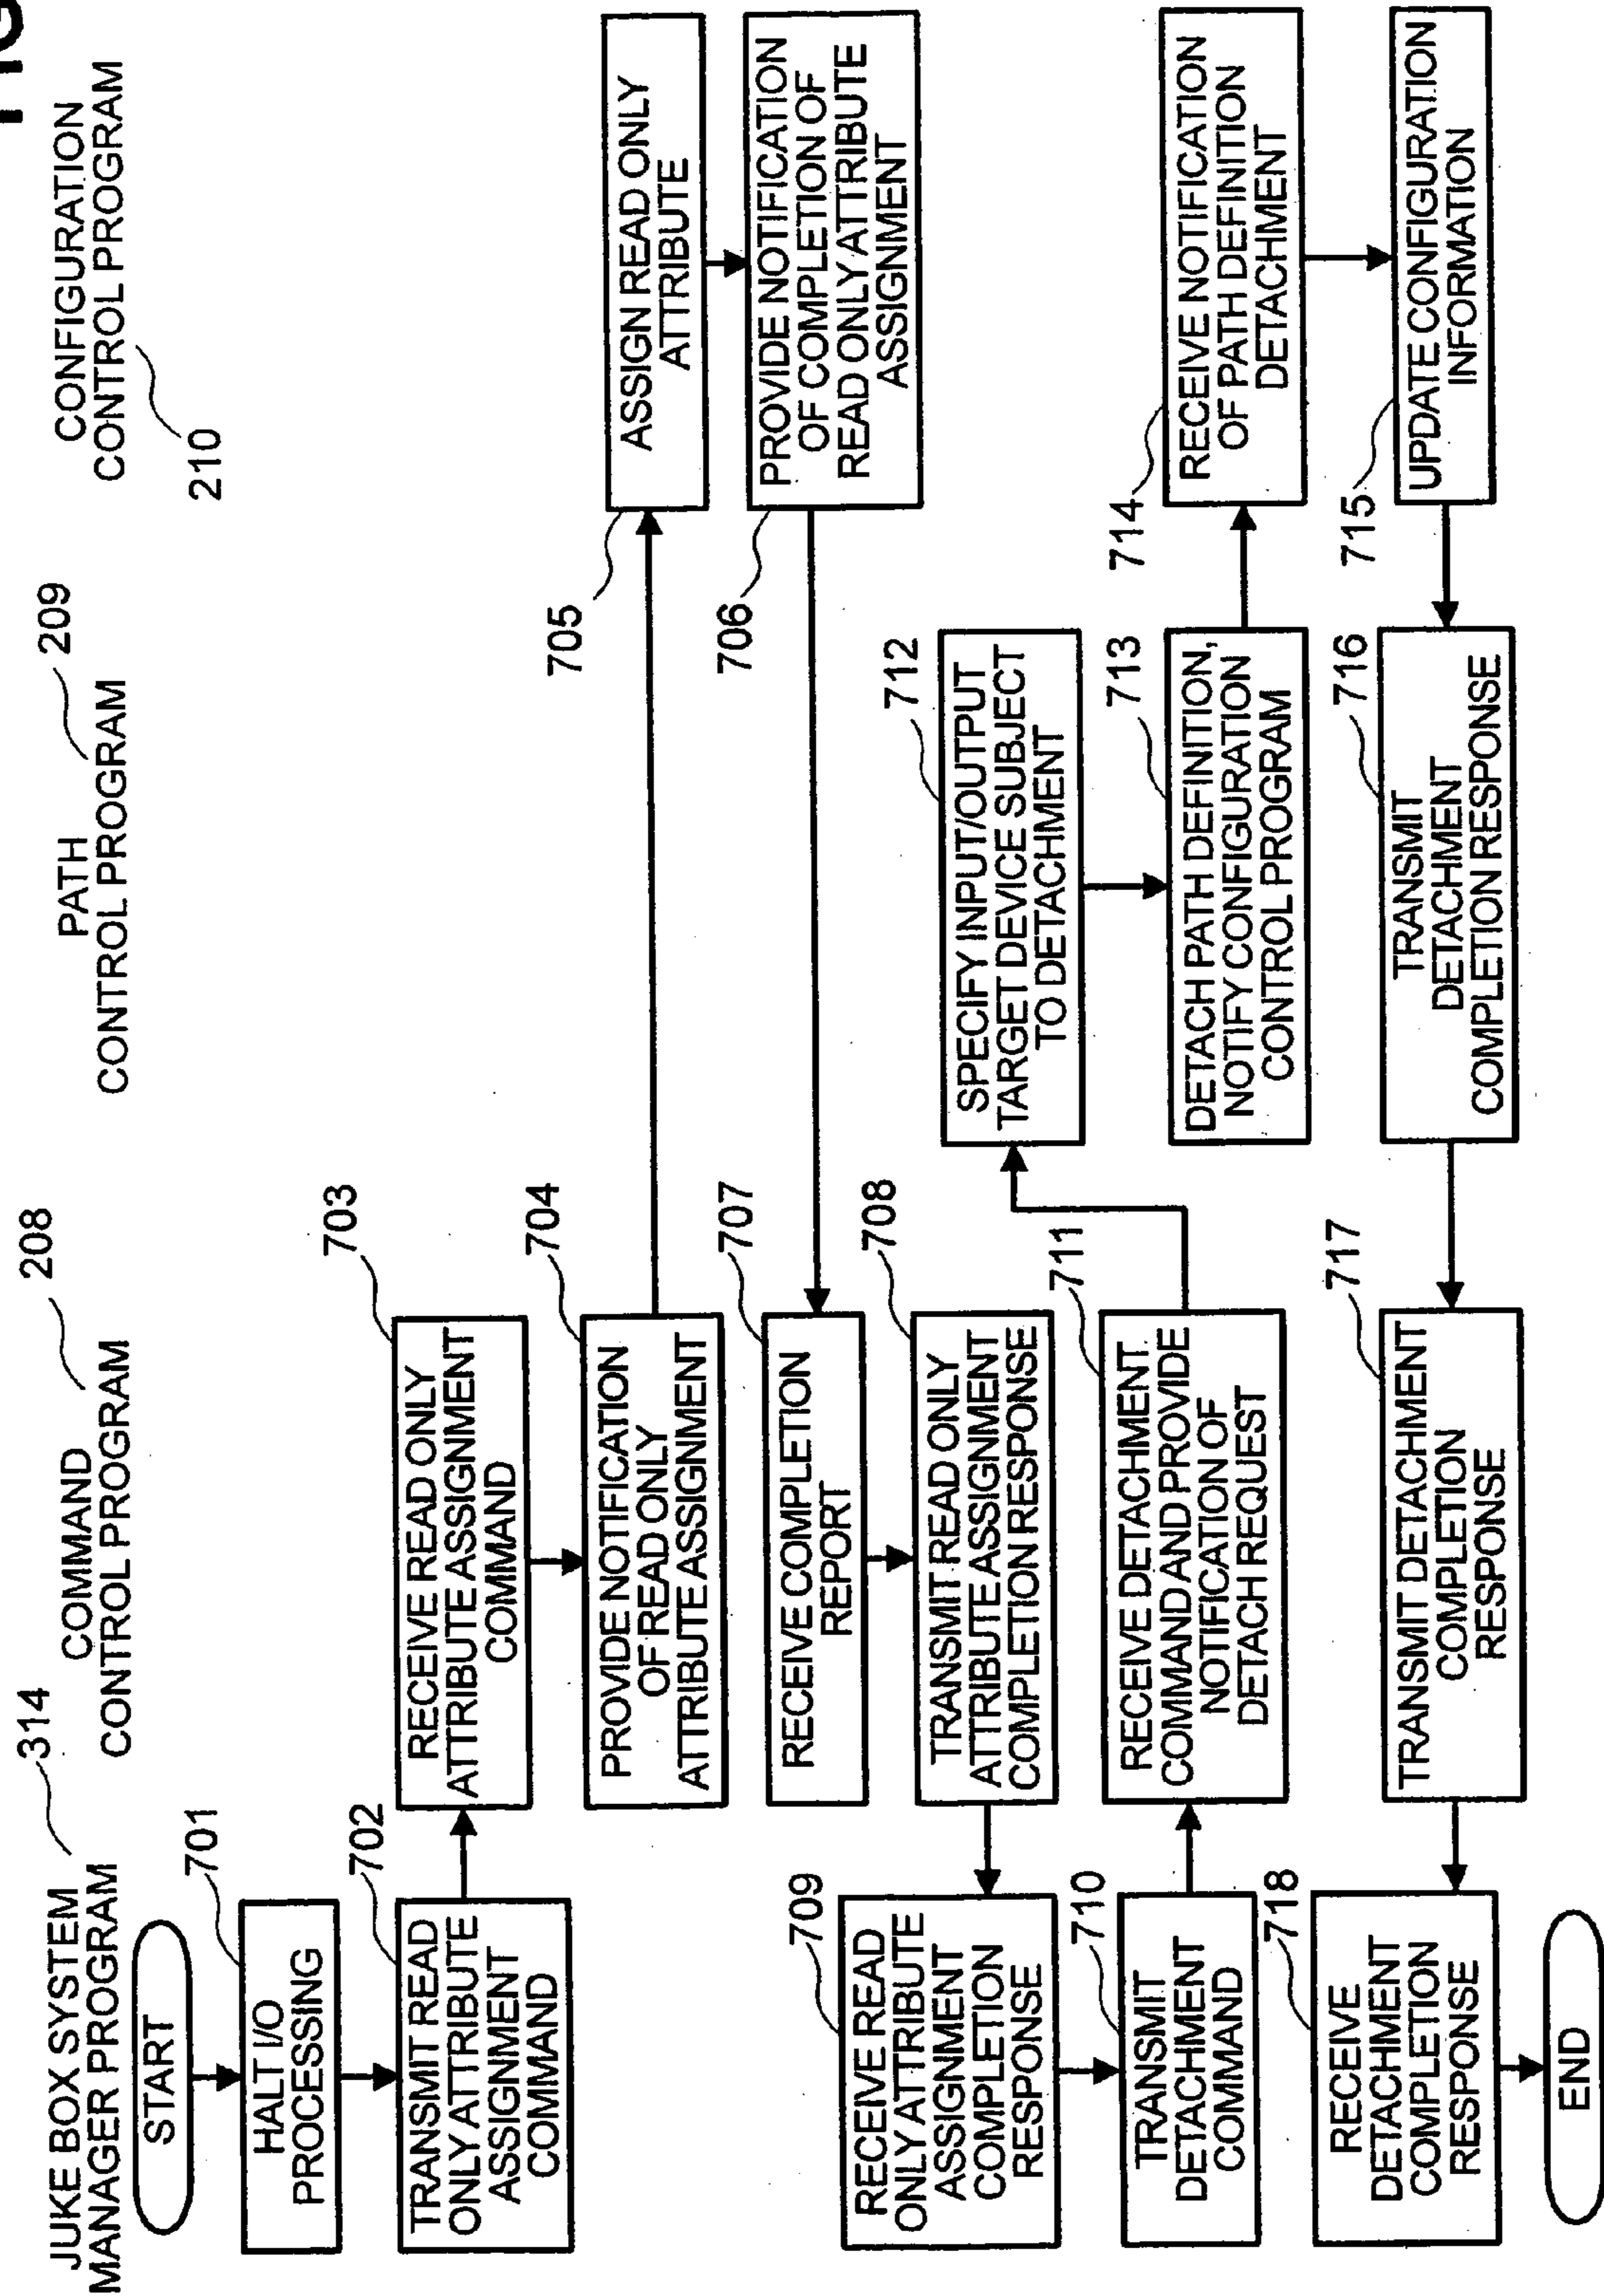 FIG
JUKE BOX SYSTEM
MANAGER PROGRAM
314
COMMAND
CONTROL PROGRAM
208
PATH
CONTROL PROGRAM
209
CONFIGURATION
CONTROL PROGRAM
210
START
701
HALT I/O
PROCESSING
702
TRANSMIT READ
ONLY ATTRIBUTE
ASSIGNMENT
COMMAND
703
RECEIVE READ ONLY
ATTRIBUTE ASSIGNMENT
COMMAND
704
PROVIDE NOTIFICATION
OF READ ONLY
ATTRIBUTE ASSIGNMENT
705
ASSIGN READ ONLY
ATTRIBUTE
706
PROVIDE NOTIFICATION
OF COMPLETION OF
READ ONLY ATTRIBUTE
ASSIGNMENT
707
RECEIVE COMPLETION
REPORT
708
TRANSMIT READ ONLY
ATTRIBUTE ASSIGNMENT
COMPLETION RESPONSE
709
RECEIVE READ
ONLY ATTRIBUTE
ASSIGNMENT
COMPLETION
RESPONSE
710
TRANSMIT
DETACHMENT
COMMAND
711
RECEIVE DETACHMENT
COMMAND AND PROVIDE
NOTIFICATION OF
DETACH REQUEST
712
SPECIFY INPUT/OUTPUT
TARGET DEVICE SUBJECT
TO DETACHMENT
713
DETACH PATH DEFINITION,
NOTIFY CONFIGURATION
CONTROL PROGRAM
714
RECEIVE NOTIFICATION
OF PATH DEFINITION
DETACHMENT
715
UPDATE CONFIGURATION
INFORMATION
716
TRANSMIT
DETACHMENT
COMPLETION RESPONSE
717
TRANSMIT DETACHMENT
COMPLETION
RESPONSE
718
RECEIVE
DETACHMENT
COMPLETION
RESPONSE
END